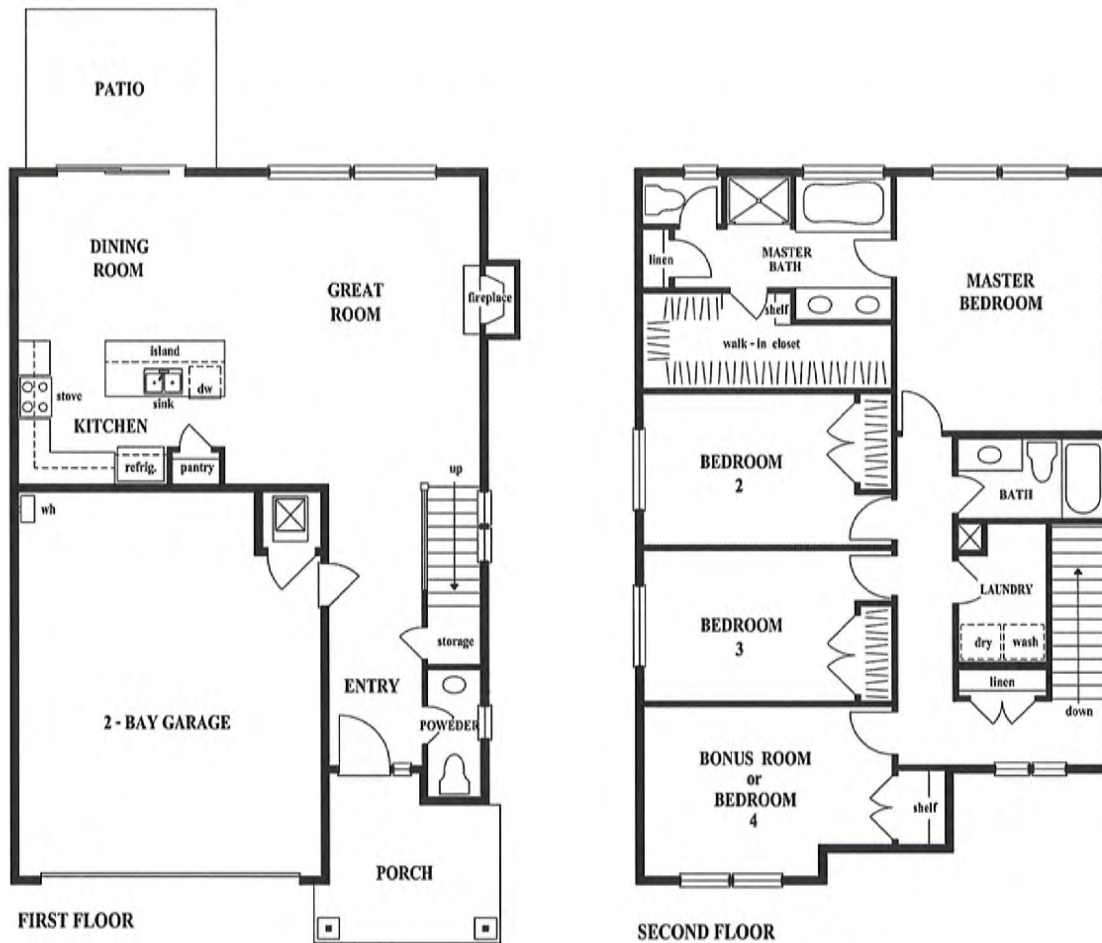 PATIO
DINING
ROOM
GREAT
ROOM
fireplace
island
stove
sink
dw
KITCHEN
refrig.
pantry
up
wh
storage
ENTRY
2 - BAY GARAGE
POWEDER
PORCH
FIRST FLOOR
linen
MASTER
BATH
MASTER
BEDROOM
shelf
walk - in closet
BEDROOM
2
BATH
LAUNDRY
BEDROOM
3
dry
wash
linen
down
BONUS ROOM
or
BEDROOM
4
shelf
SECOND FLOOR